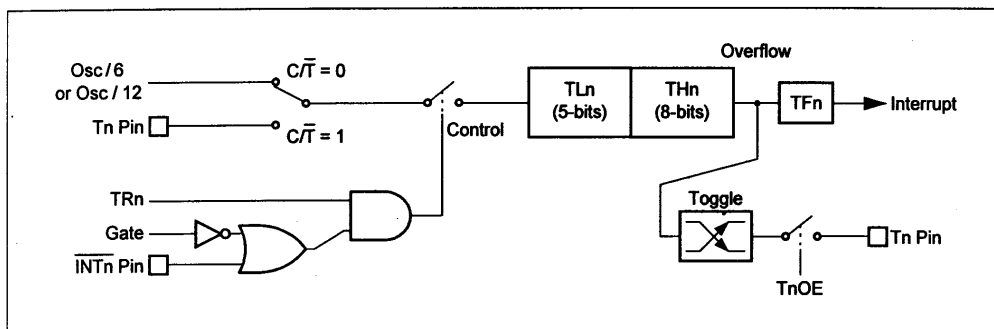 Overflow
Osc / 6
or Osc / 12
C/T̅ = 0
TLn
(5-bits)
THn
(8-bits)
TFn
Interrupt
Tn Pin
C/T̅ = 1
Control
TRn
Toggle
Gate
Tn Pin
I̅N̅T̅n̅ Pin
TnOE